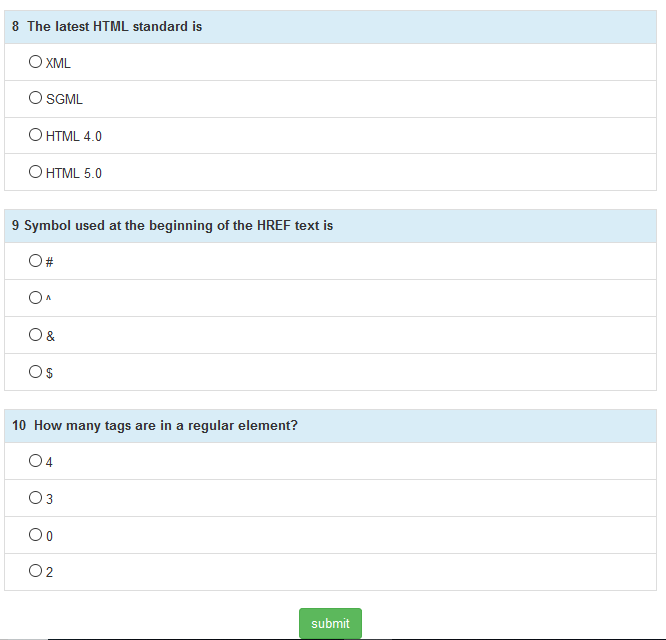 8 The latest HTML standard is
XML
SGML
HTML 4.0
HTML 5.0
9 Symbol used at the beginning of the HREF text is
#
^
&
$
10 How many tags are in a regular element?
4
3
0
2
submit